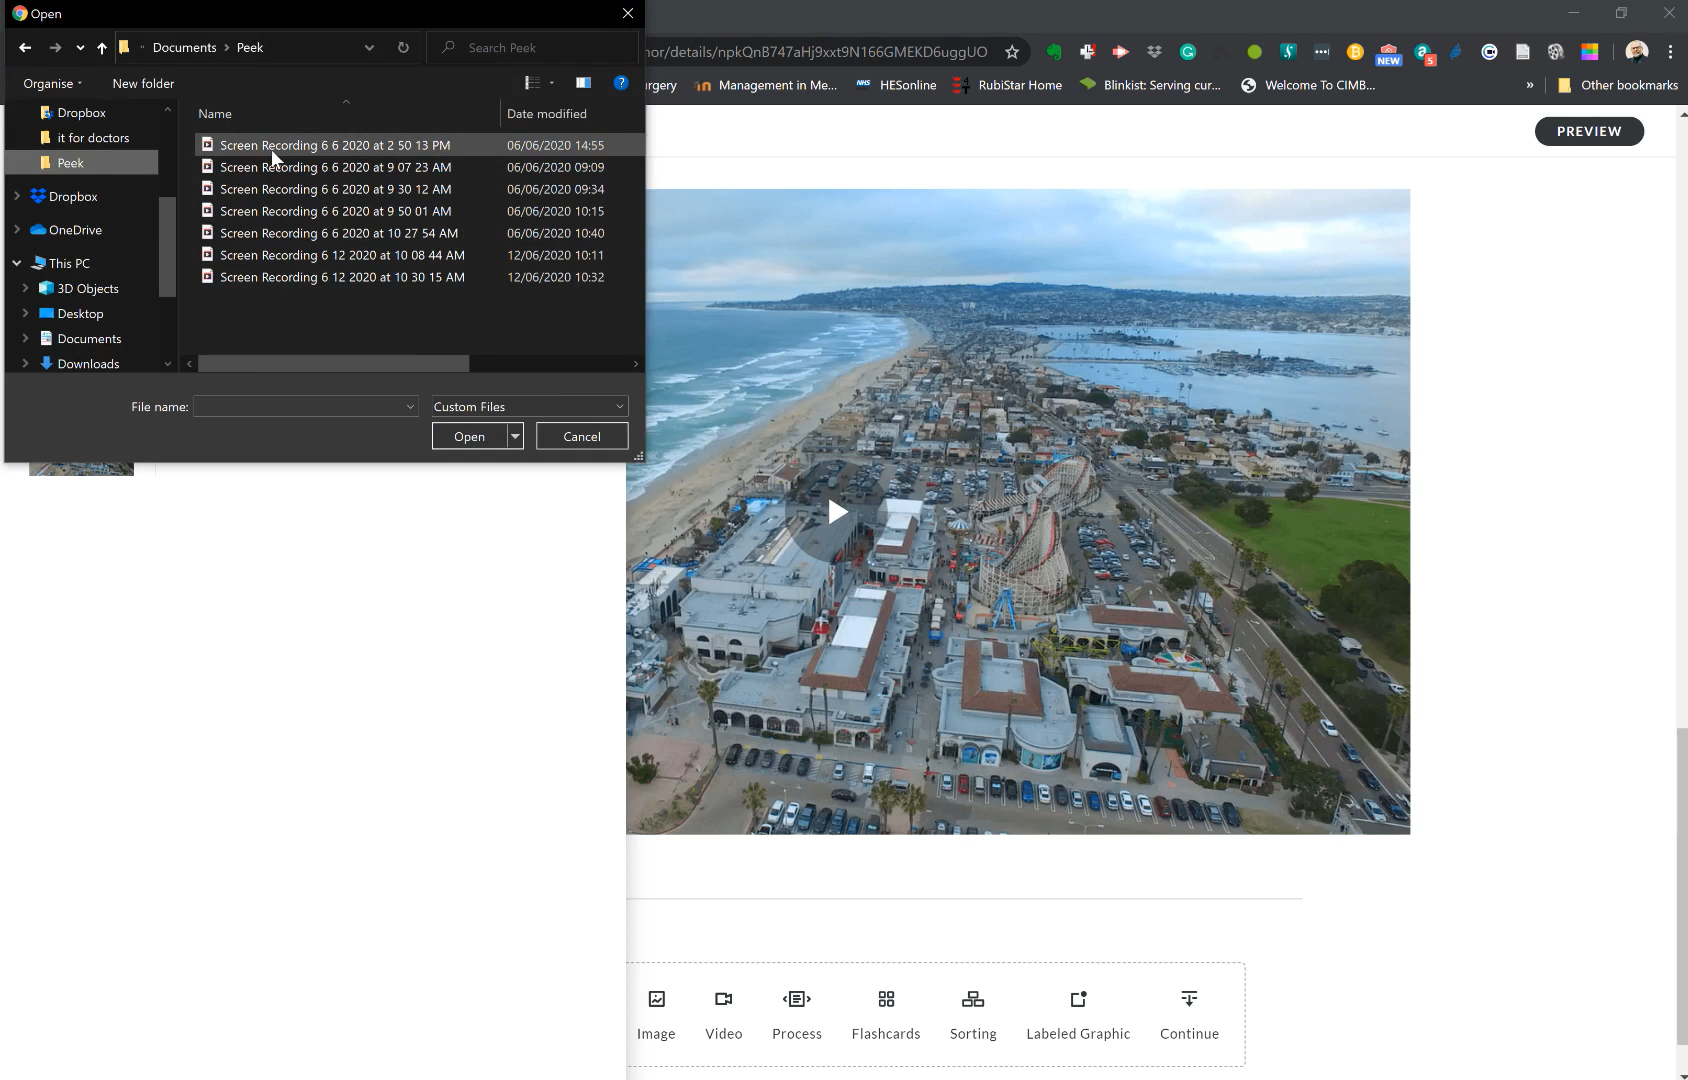 Open
Documents > Peek
Search Peek
nor/details/npkQnB747aHj9xxt9N166GMEKD6uggUO
NEW
5
Organise
New folder
?
urgery
Management in Me...
NHS
HESonline
RubiStar Home
Blinkist: Serving cur...
Welcome To CIMB...
»
Other bookmarks
Name
Date modified
Dropbox
it for doctors
Peek
Dropbox
OneDrive
This PC
3D Objects
Desktop
Documents
Downloads
Screen Recording 6 6 2020 at 2 50 13 PM 06/06/2020 14:55
Screen Recording 6 6 2020 at 9 07 23 AM 06/06/2020 09:09
Screen Recording 6 6 2020 at 9 30 12 AM 06/06/2020 09:34
Screen Recording 6 6 2020 at 9 50 01 AM 06/06/2020 10:15
Screen Recording 6 6 2020 at 10 27 54 AM 06/06/2020 10:40
Screen Recording 6 12 2020 at 10 08 44 AM 12/06/2020 10:11
Screen Recording 6 12 2020 at 10 30 15 AM 12/06/2020 10:32
File name:
Custom Files
Open
Cancel
PREVIEW
Image
Video
Process
Flashcards
Sorting
Labeled Graphic
Continue